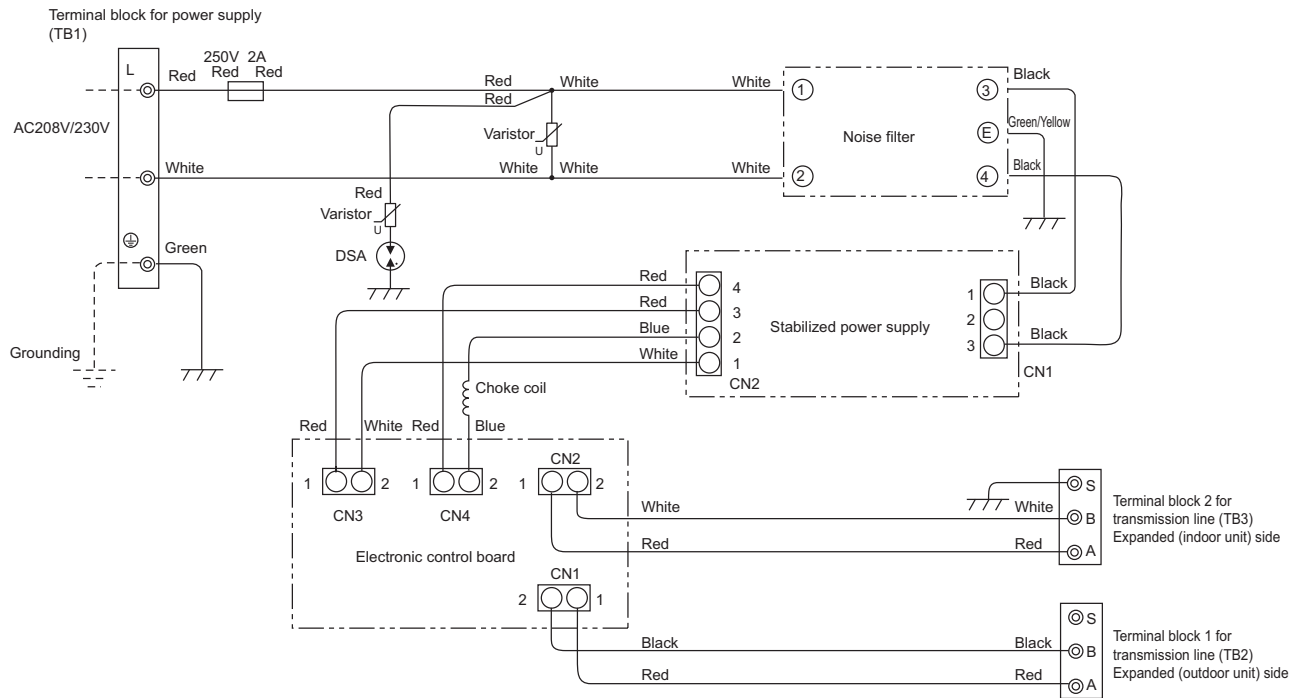 Terminal block for power supply
(TB1)
L
Red
250V 2A
Red Red
Red
Red
White
White
Black
1
3
AC208V/230V
Varistor
U
Noise filter
E
Green/Yellow
White
White
White
White
2
4
Black
Red
Varistor
U
DSA
Green
Grounding
Red
Red
Blue
White
4
3
2
1
CN2
Stabilized power supply
1
2
3
Black
Black
CN1
Choke coil
Red
White
Red
Blue
1
2
CN3
1
2
CN4
CN2
1
2
White
White
Red
Red
S
B
A
Terminal block 2 for
transmission line (TB3)
Expanded (indoor unit) side
Electronic control board
CN1
2
1
Black
Black
Red
Red
S
B
A
Terminal block 1 for
transmission line (TB2)
Expanded (outdoor unit) side